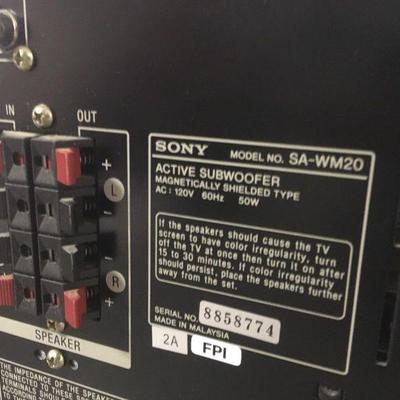 IN
OUT
+
L
-
-
R
+
SPEAKER
THE IMPEDANCE OF THE SPEAKER
CONNECTED TO THESE SPEAKER
TERMINALS SHOULD
SONY MODEL NO. SA-WM20
ACTIVE SUBWOOFER
MAGNETICALLY SHIELDED TYPE
AC : 120V 60Hz 50W
If the speakers should cause the TV
screen to have color irregularity, turn
off the TV at once then turn it on after
15 to 30 minutes. If color irregularity
should persist, place the speakers further
away from the set.
SERIAL NO. 8858774
MADE IN MALAYSIA
2A FPI